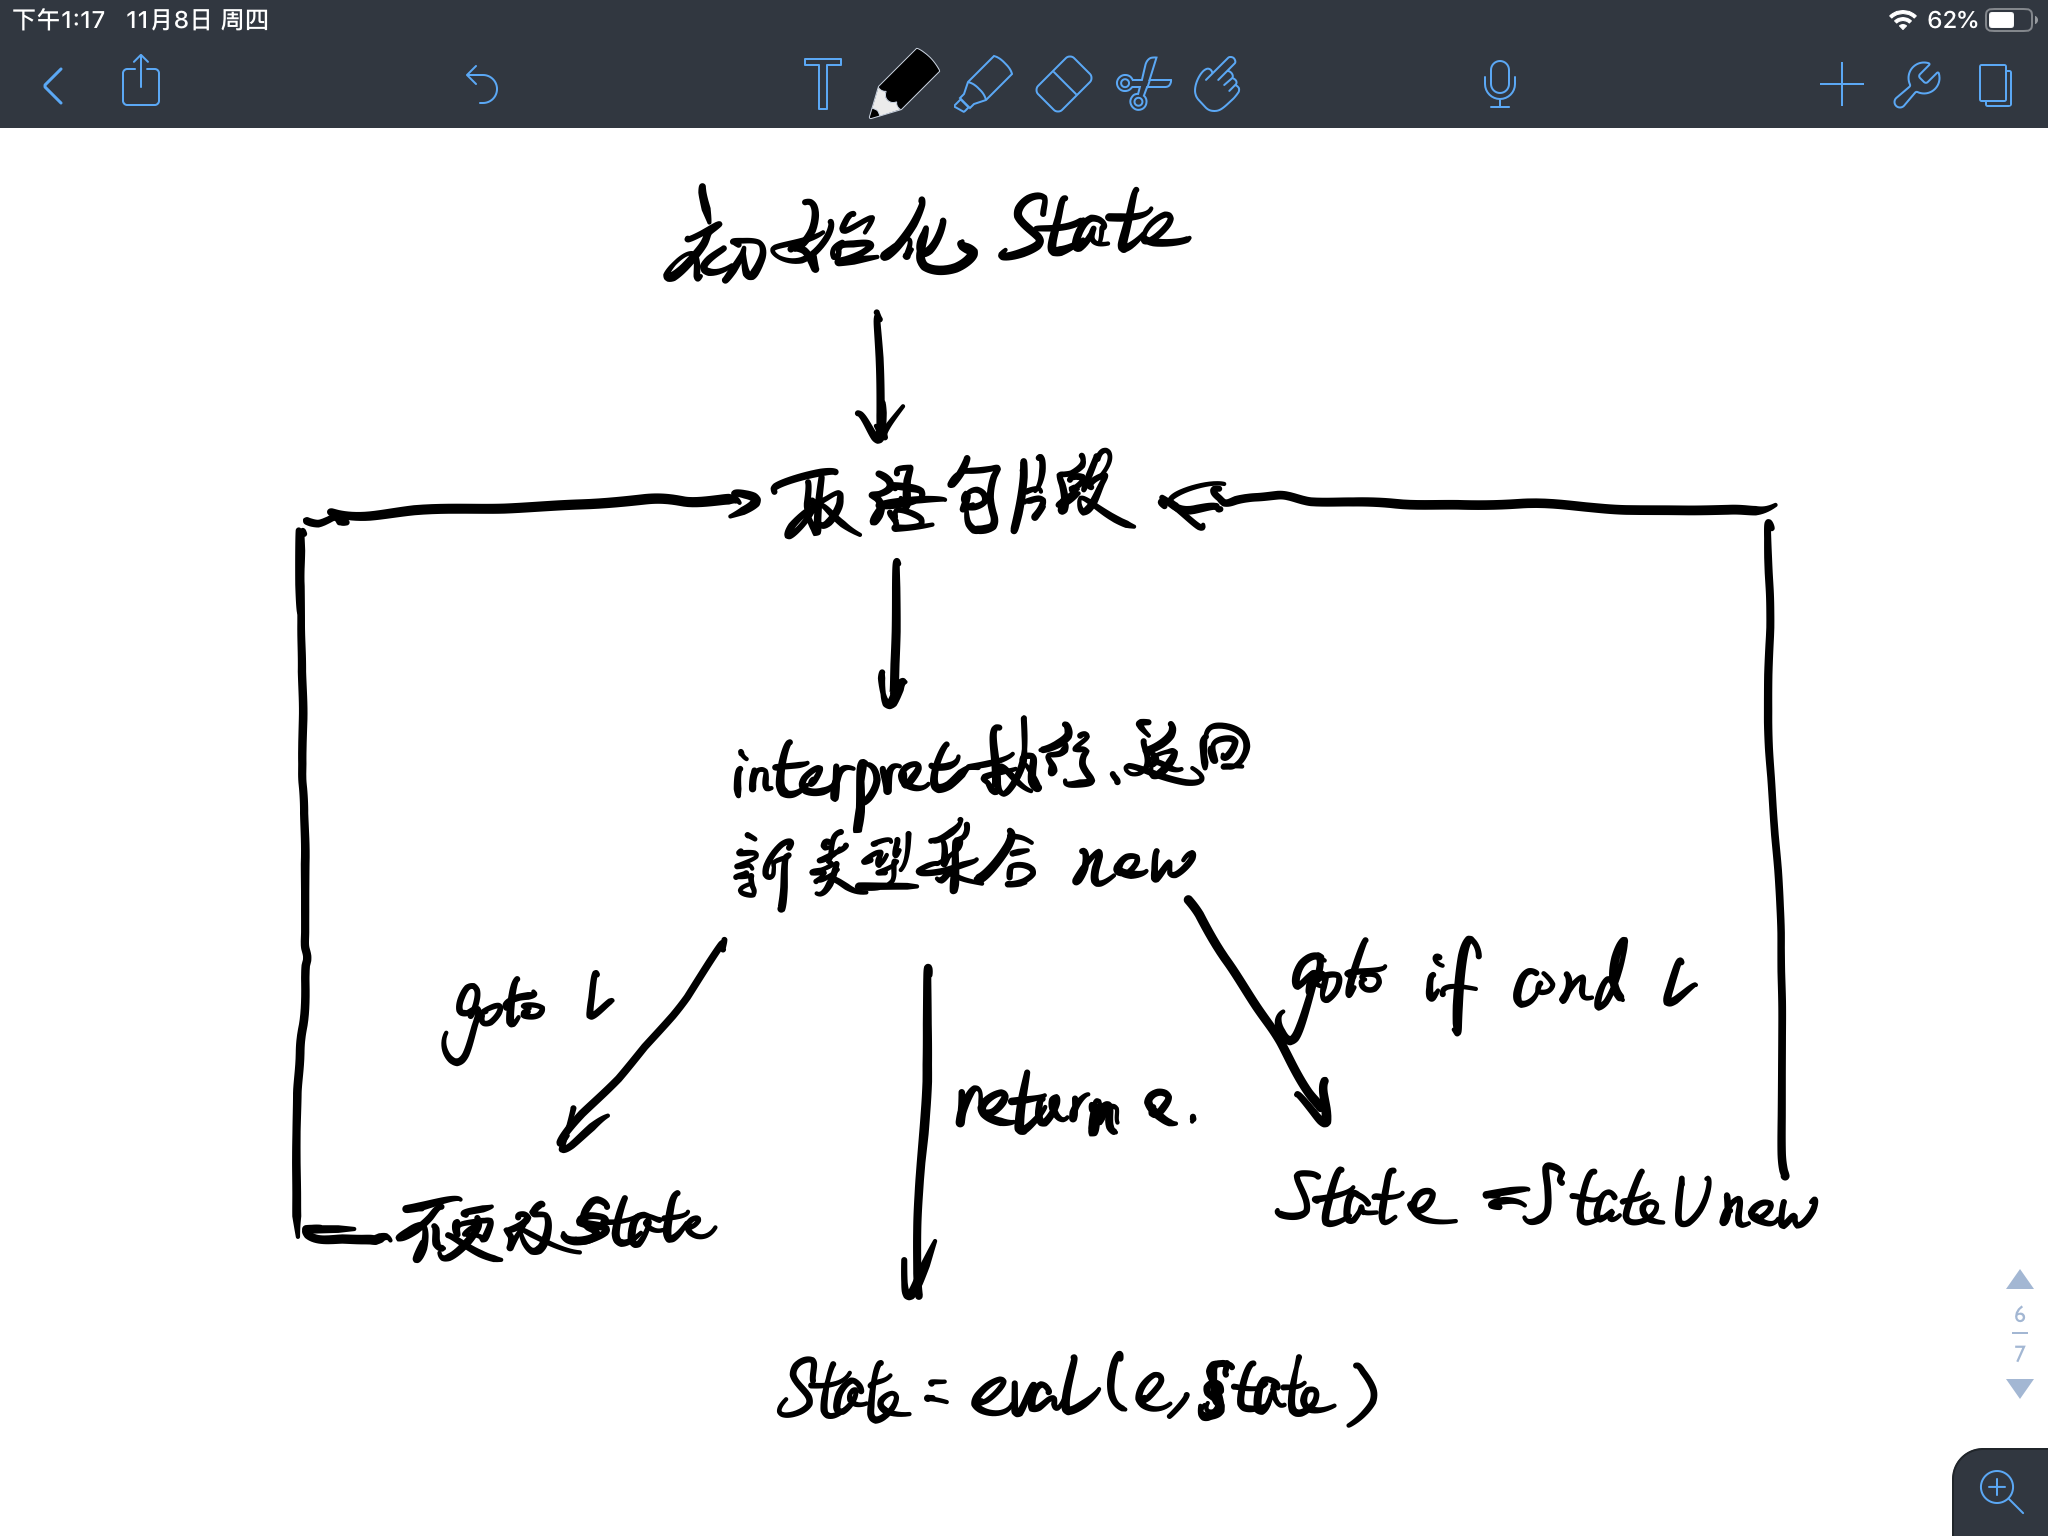 下午1:17 11月8日 周四
62%
T
初始化 State
取语句片段
interpret 执行、返回
新类型集合 new
goto L
goto if cond L
return e.
不更改 State
State = State U new
State = eval(e, State)
6
7